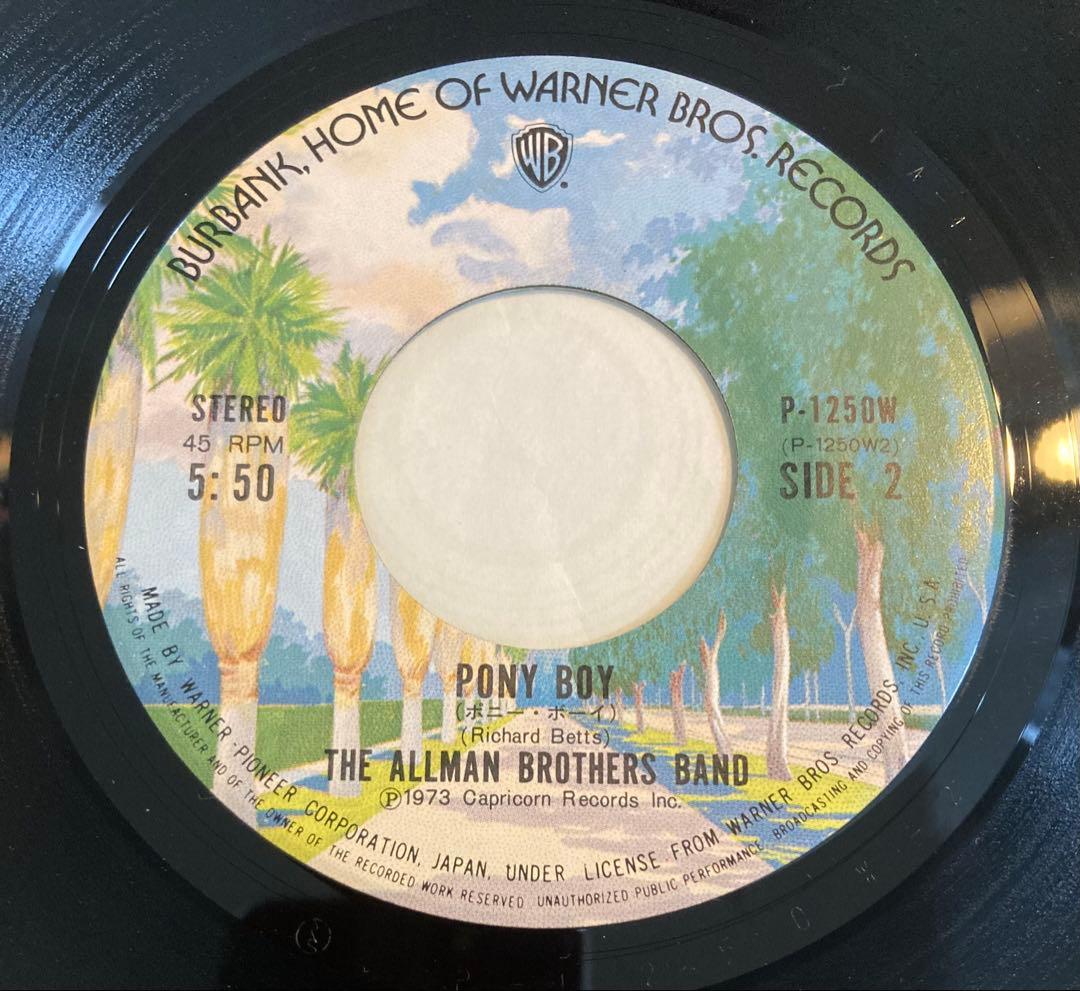 BURBANK, HOME OF WARNER BROS. RECORDS
WB
STEREO
45 RPM
5:50
P-1250W
(P-1250W2)
SIDE 2
PONY BOY
(ポニー・ボーイ)
(Richard Betts)
THE ALLMAN BROTHERS BAND
Ⓟ1973 Capricorn Records Inc.
MADE BY WARNER-PIONEER CORPORATION, JAPAN, UNDER LICENSE FROM WARNER BROS. RECORDS, INC. U.S.A.
ALL RIGHTS OF THE MANUFACTURER AND OF THE OWNER OF THE RECORDED WORK RESERVED UNAUTHORIZED PUBLIC PERFORMANCE BROADCASTING AND COPYING OF THIS RECORD PROHIBITED